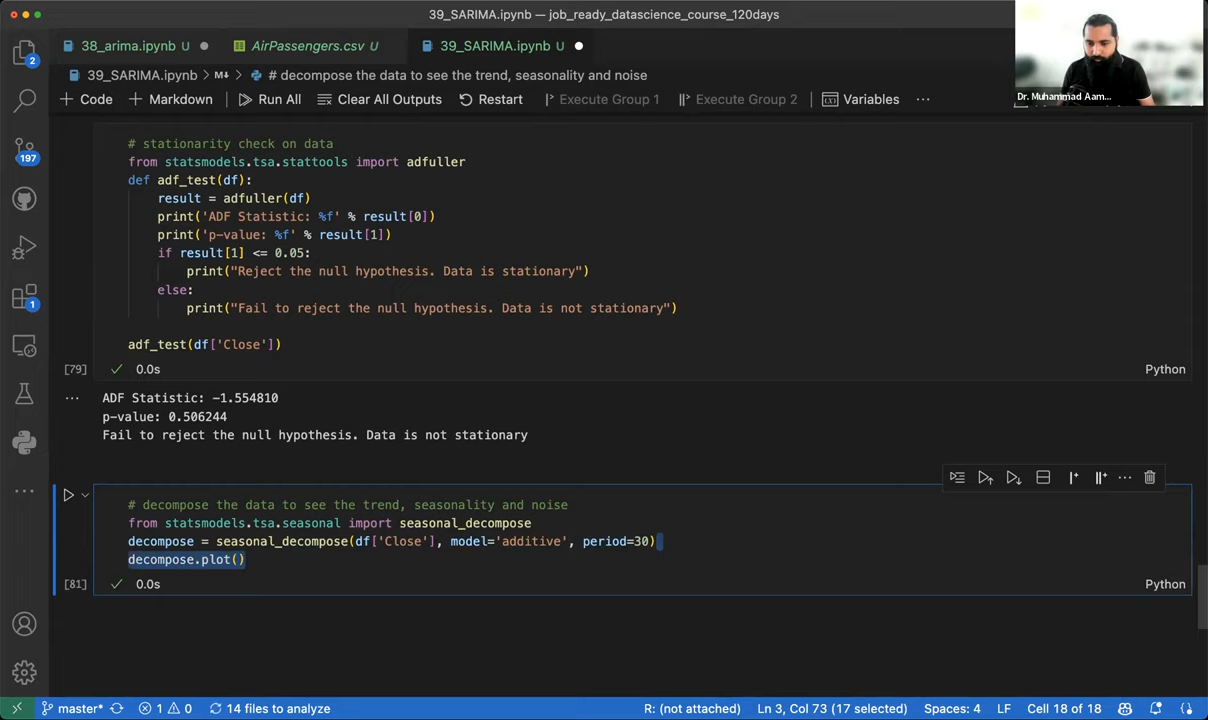 39_SARIMA.ipynb — job_ready_datascience_course_120days
38_arima.ipynb U
AirPassengers.csv U
39_SARIMA.ipynb U
39_SARIMA.ipynb > M↓ > # decompose the data to see the trend, seasonality and noise
+ Code + Markdown Run All Clear All Outputs Restart Execute Group 1 Execute Group 2 Variables ...
Dr. Muhammad Aam...
# stationarity check on data
from statsmodels.tsa.stattools import adfuller
def adf_test(df):
result = adfuller(df)
print('ADF Statistic: %f' % result[0])
print('p-value: %f' % result[1])
if result[1] <= 0.05:
print("Reject the null hypothesis. Data is stationary")
else:
print("Fail to reject the null hypothesis. Data is not stationary")
adf_test(df['Close'])
[79] 0.0s Python
ADF Statistic: -1.554810
p-value: 0.506244
Fail to reject the null hypothesis. Data is not stationary
# decompose the data to see the trend, seasonality and noise
from statsmodels.tsa.seasonal import seasonal_decompose
decompose = seasonal_decompose(df['Close'], model='additive', period=30)
decompose.plot()
[81] 0.0s Python
2
197
1
master* 1 0 14 files to analyze R: (not attached) Ln 3, Col 73 (17 selected) Spaces: 4 LF Cell 18 of 18